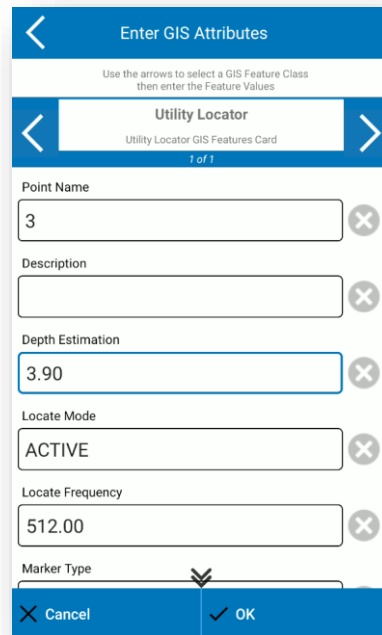 Enter GIS Attributes
Use the arrows to select a GIS Feature Class
then enter the Feature Values
Utility Locator
Utility Locator GIS Features Card
1 of 1
Point Name
3
Description
Depth Estimation
3.90
Locate Mode
ACTIVE
Locate Frequency
512.00
Marker Type
Cancel
OK